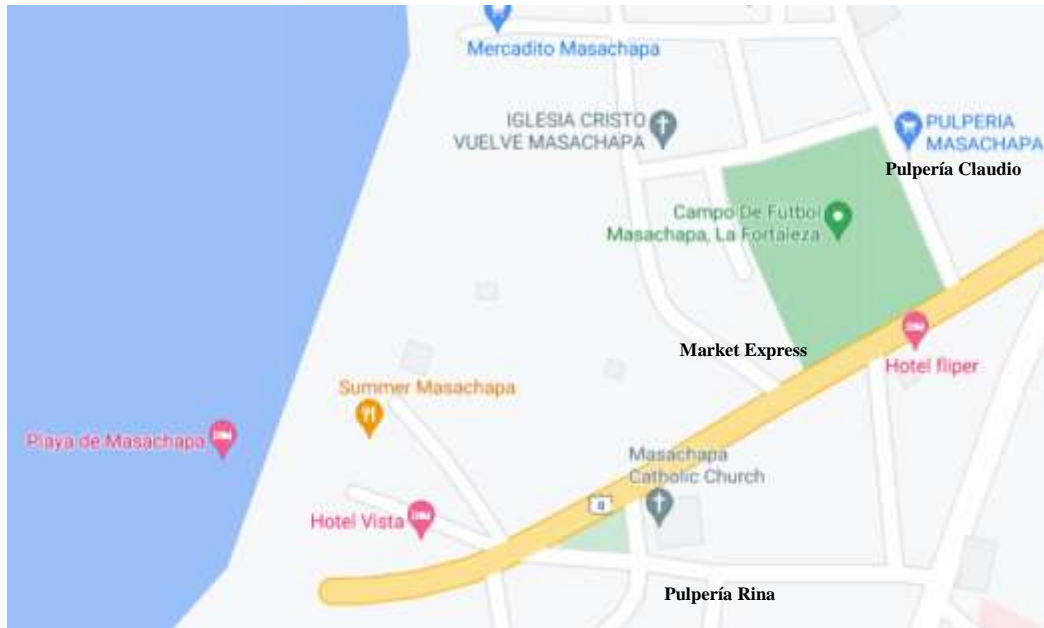 Mercadito Masachapa
IGLESIA CRISTO
VUELVE MASACHAPA
PULPERIA
MASACHAPA
Pulpería Claudio
Campo De Futbol
Masachapa, La Fortaleza
Market Express
Hotel fliper
Summer Masachapa
Playa de Masachapa
Masachapa
Catholic Church
8
Hotel Vista
Pulpería Rina